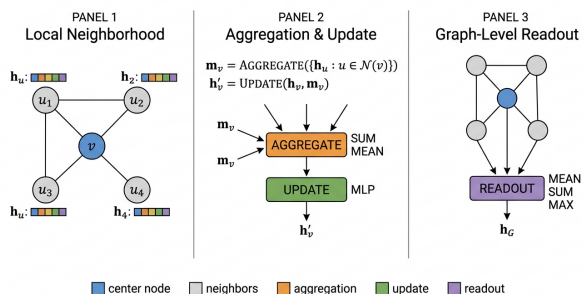 PANEL 1
Local Neighborhood
h_u:
h_2:
u_1
u_2
v
u_3
u_4
h_u:
h_4:
PANEL 2
Aggregation & Update
m_v = AGGREGATE({h_u : u ∈ N(v)})
h'_v = UPDATE(h_v, m_v)
m_v
m_v
AGGREGATE
SUM
MEAN
UPDATE
MLP
h'_v
PANEL 3
Graph-Level Readout
READOUT
MEAN
SUM
MAX
h_G
center node
neighbors
aggregation
update
readout